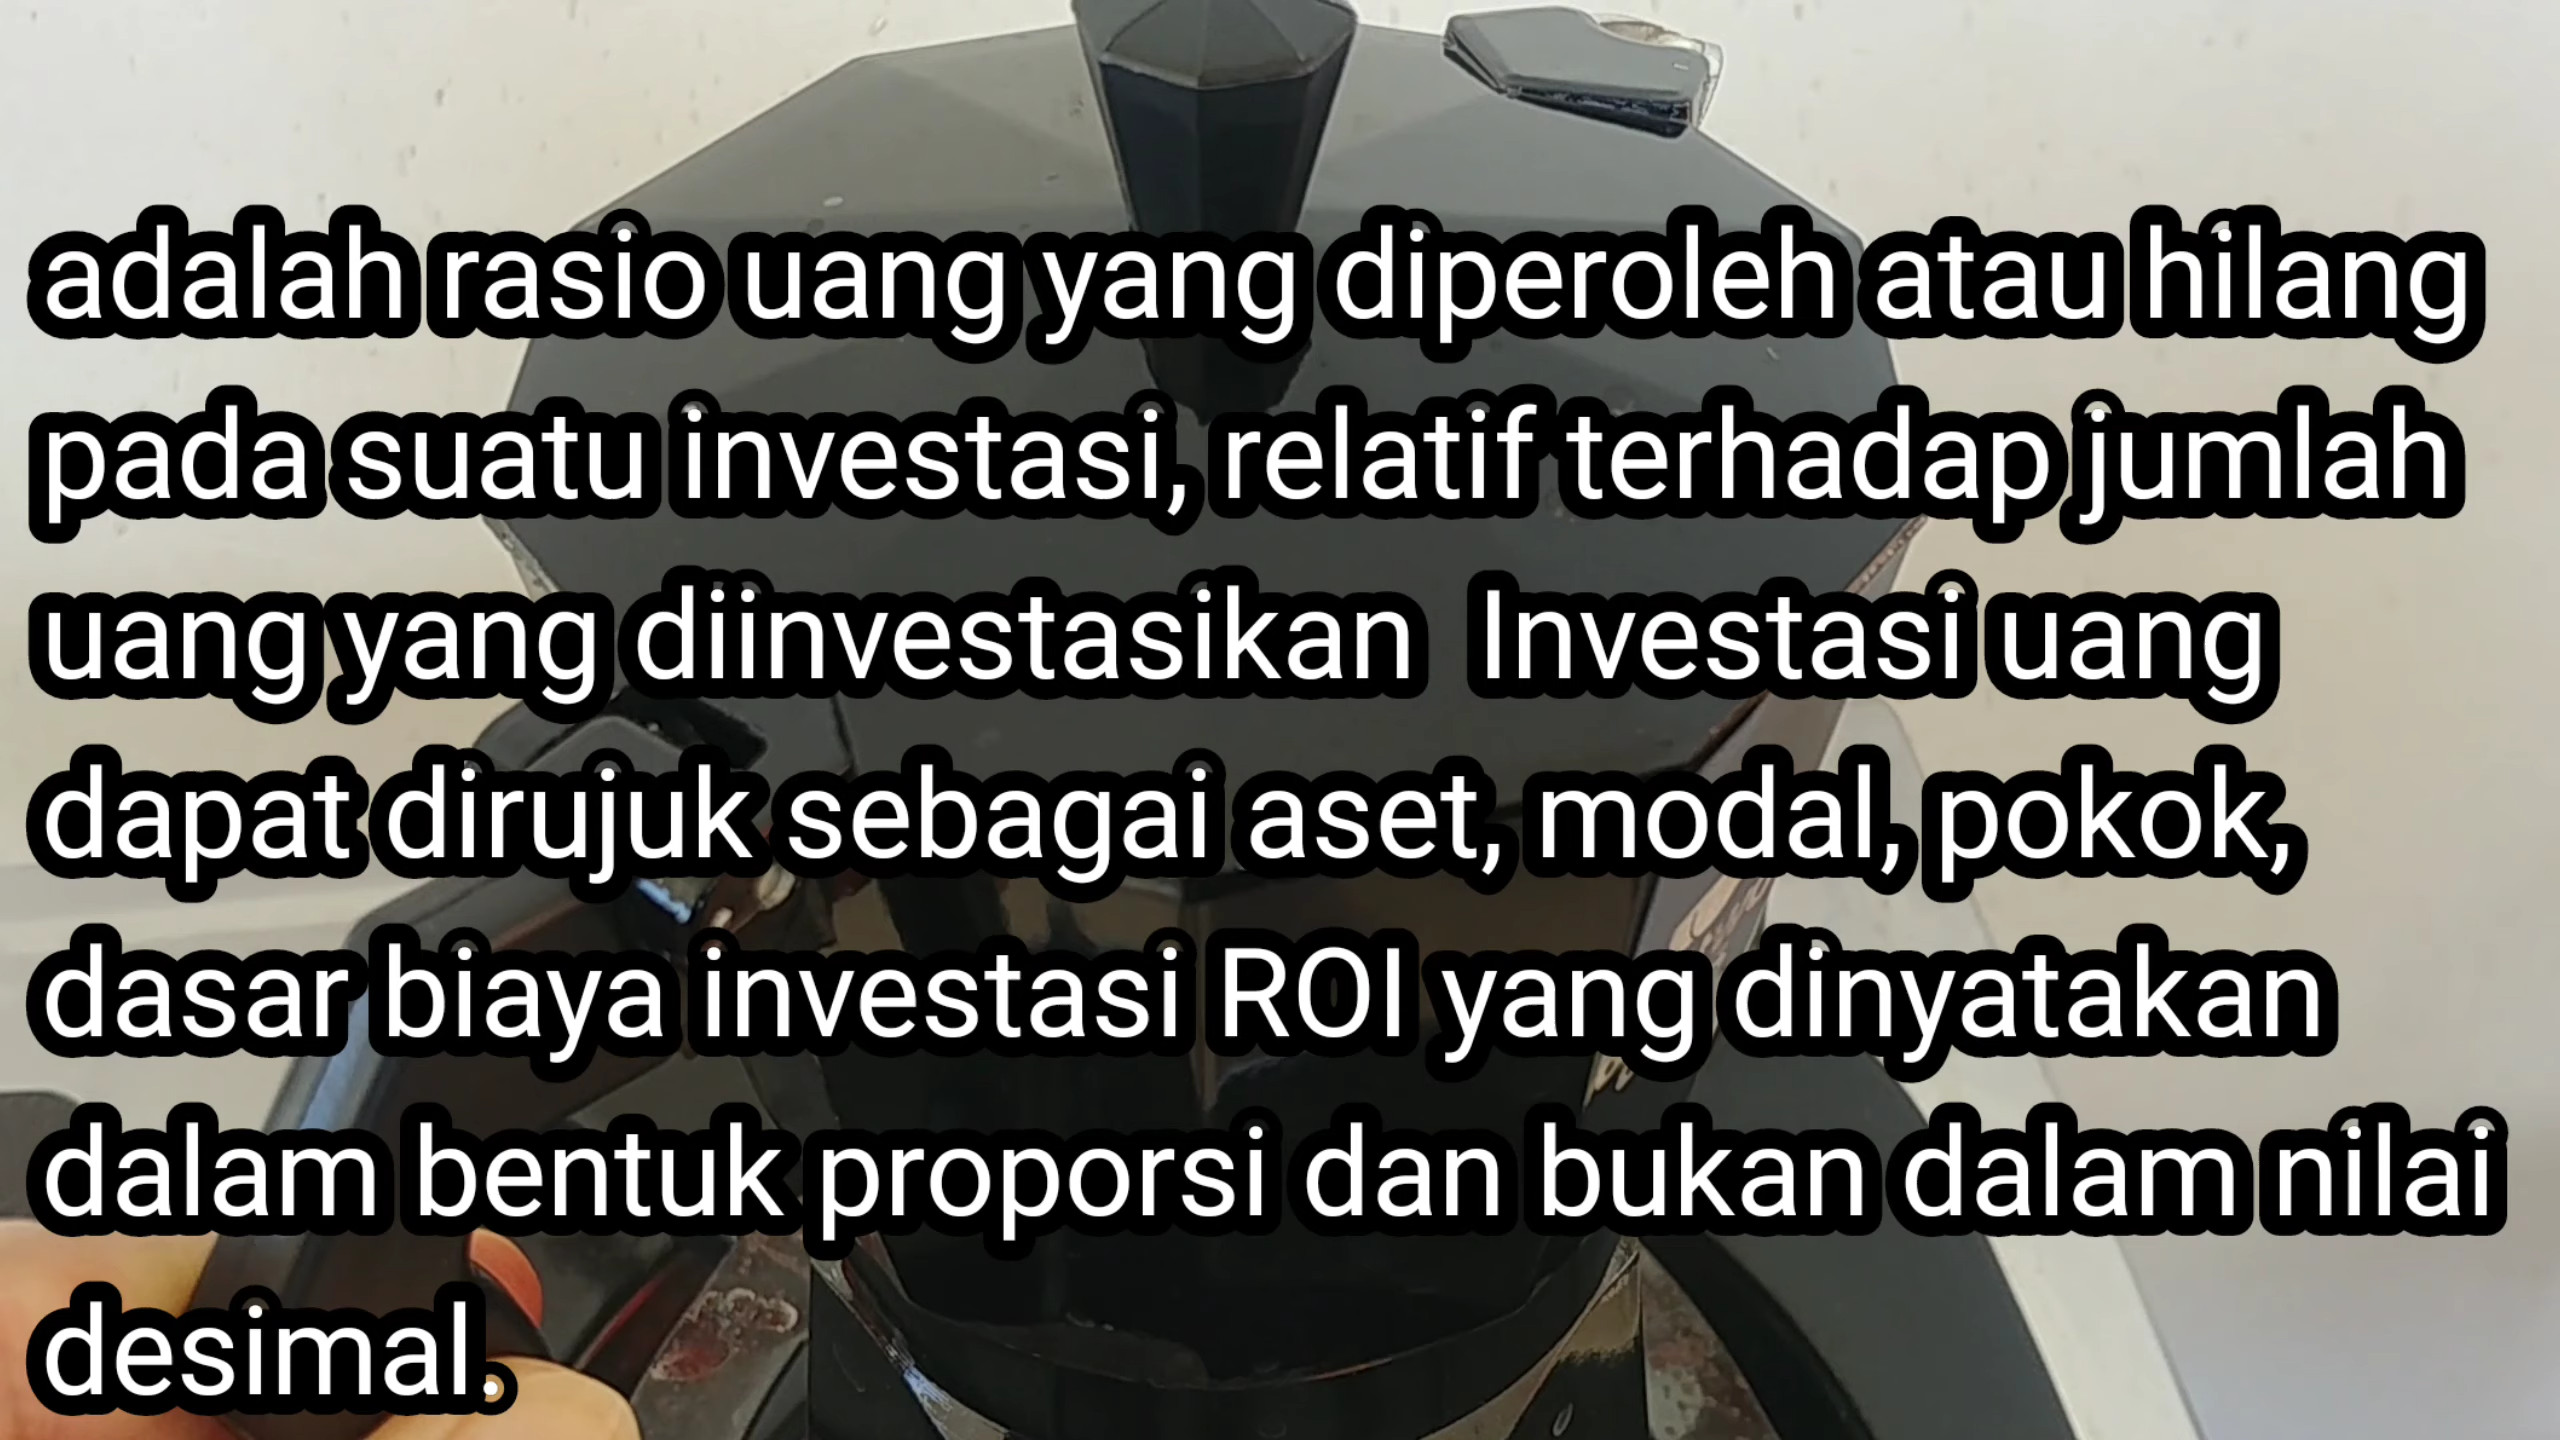 adalah rasio uang yang diperoleh atau hilang
pada suatu investasi, relatif terhadap jumlah
uang yang diinvestasikan  Investasi uang
dapat dirujuk sebagai aset, modal, pokok,
dasar biaya investasi ROI yang dinyatakan
dalam bentuk proporsi dan bukan dalam nilai
desimal.